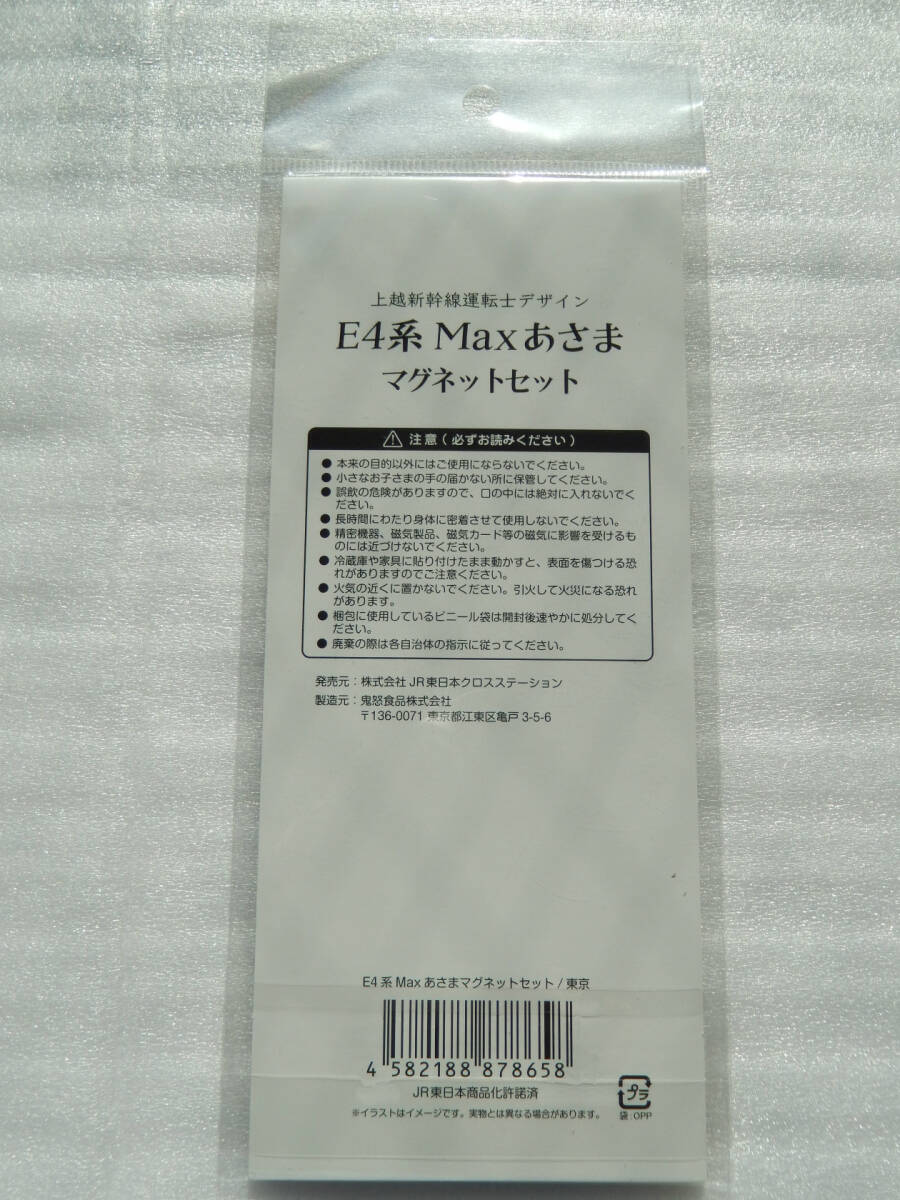 上越新幹線運転士デザイン
E4系 Maxあさま
マグネットセット
注意(必ずお読みください)
● 本来の目的以外にはご使用にならないでください。
● 小さなお子さまの手の届かない所に保管してください。
● 誤飲の危険がありますので、口の中には絶対に入れないでく
ださい。
● 長時間にわたり身体に密着させて使用しないでください。
● 精密機器、磁気製品、磁気カード等の磁気に影響を受けるも
のには近づけないでください。
● 冷蔵庫や家具に貼り付けたまま動かすと、表面を傷つける恐
れがありますのでご注意ください。
● 火気の近くに置かないでください。引火して火災になる恐れ
があります。
● 梱包に使用しているビニール袋は開封後速やかに処分してく
ださい。
● 廃棄の際は各自治体の指示に従ってください。
発売元:株式会社JR東日本クロスステーション
製造元:鬼怒食品株式会社
〒136-0071 東京都江東区亀戸 3-5-6
E4系 Maxあさまマグネットセット / 東京
4 582188 878658
JR東日本商品化許諾済
※イラストはイメージです。実物とは異なる場合があります。
プラ
袋:OPP